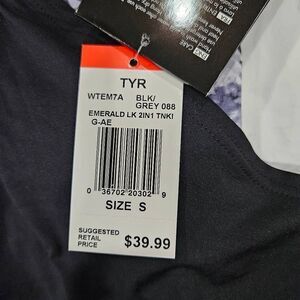 TYR
WTEM7A BLK/
GREY 088
EMERALD LK 2IN1 TNKI
G-AE
0 36702 20302 9
SIZE S
SUGGESTED
RETAIL
PRICE $39.99